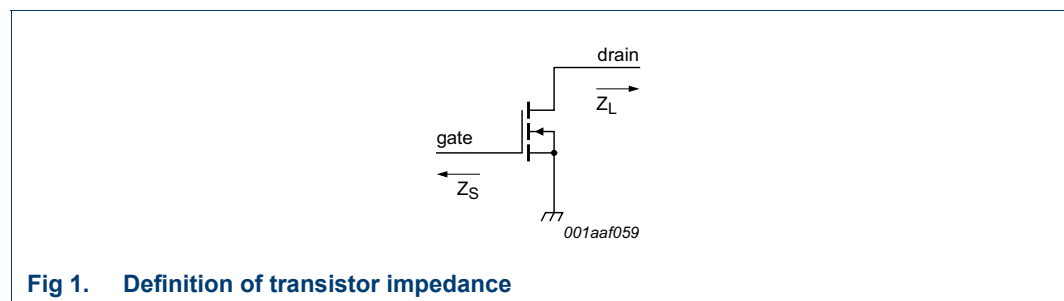 drain
Z_L
gate
Z_S
001aaf059
Fig 1. Definition of transistor impedance